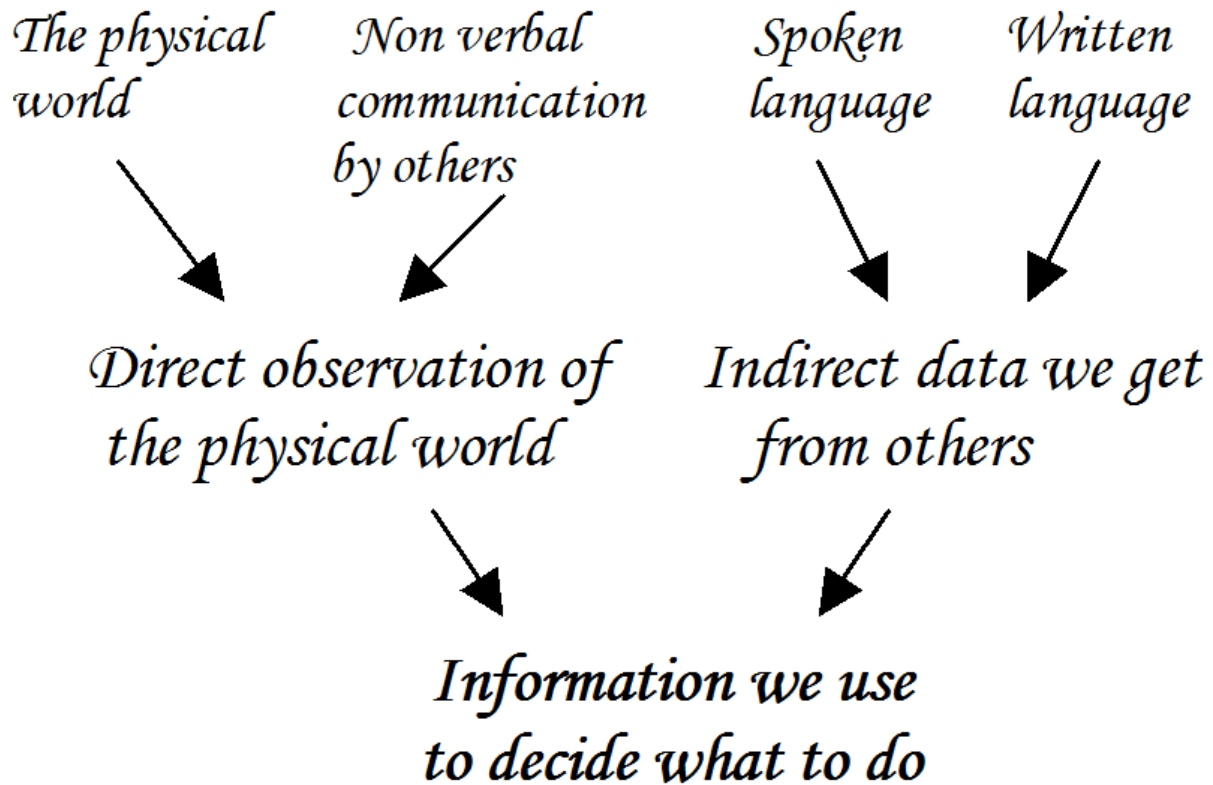 The physical
world
Non verbal
communication
by others
Spoken
language
Written
language
Direct observation of
the physical world
Indirect data we get
from others
Information we use
to decide what to do